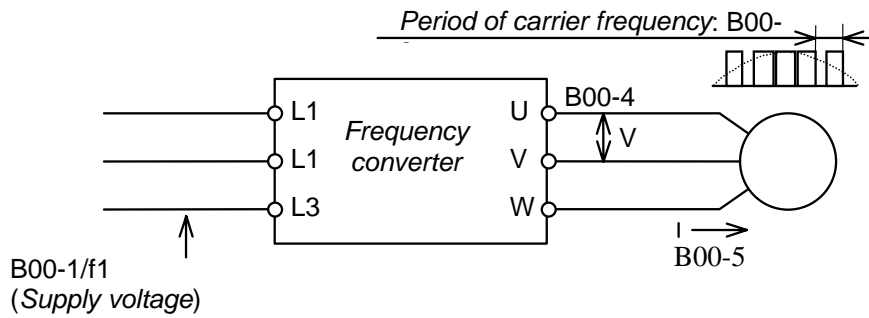 Period of carrier frequency: B00-
L1
L1
L3
Frequency
converter
U
V
W
B00-4
V
I
B00-5
B00-1/f1
(Supply voltage)